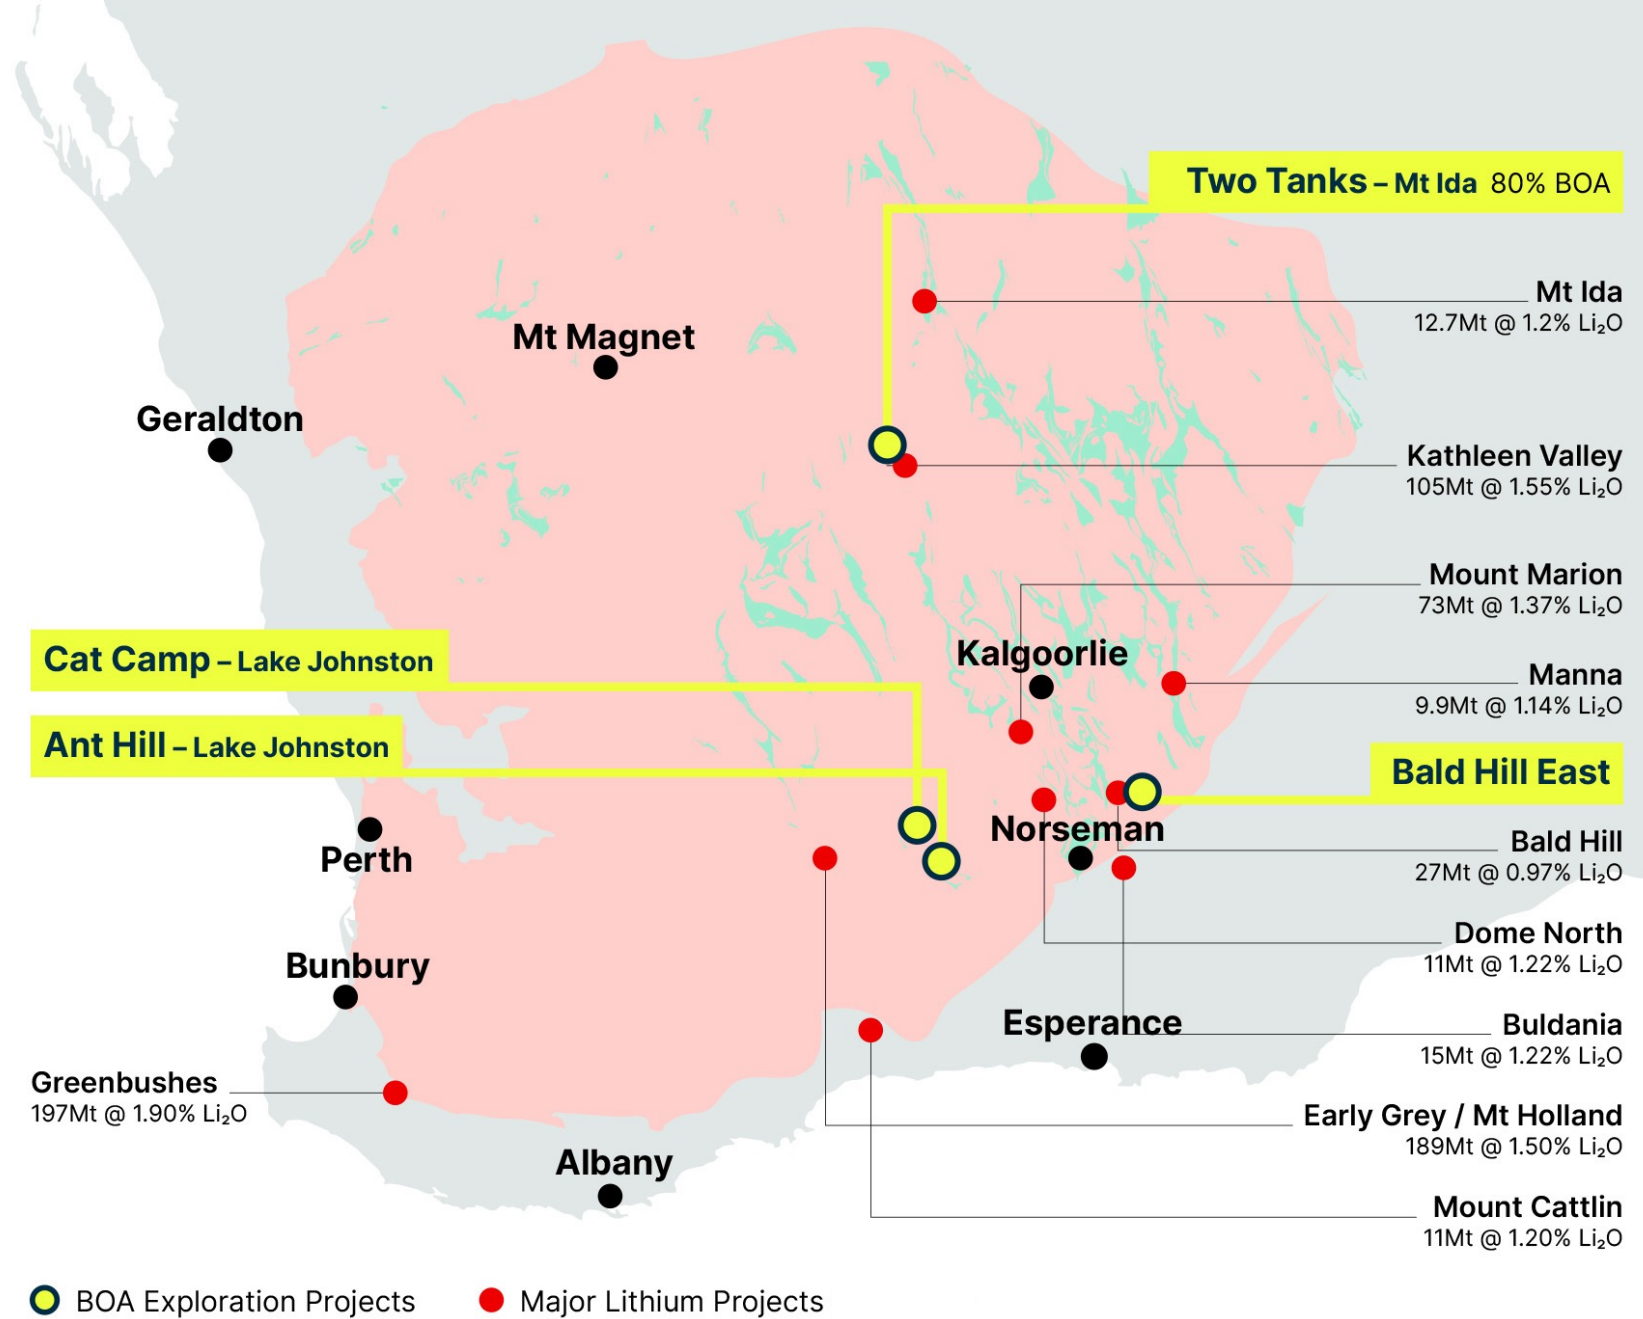 Two Tanks – Mt Ida 80% BOA
Mt Ida
12.7Mt @ 1.2% Li₂O
Mt Magnet
Geraldton
Kathleen Valley
105Mt @ 1.55% Li₂O
Mount Marion
73Mt @ 1.37% Li₂O
Kalgoorlie
Cat Camp – Lake Johnston
Manna
9.9Mt @ 1.14% Li₂O
Ant Hill – Lake Johnston
Bald Hill East
Norseman
Perth
Bald Hill
27Mt @ 0.97% Li₂O
Dome North
11Mt @ 1.22% Li₂O
Bunbury
Esperance
Buldania
15Mt @ 1.22% Li₂O
Greenbushes
197Mt @ 1.90% Li₂O
Early Grey / Mt Holland
189Mt @ 1.50% Li₂O
Albany
Mount Cattlin
11Mt @ 1.20% Li₂O
BOA Exploration Projects
Major Lithium Projects